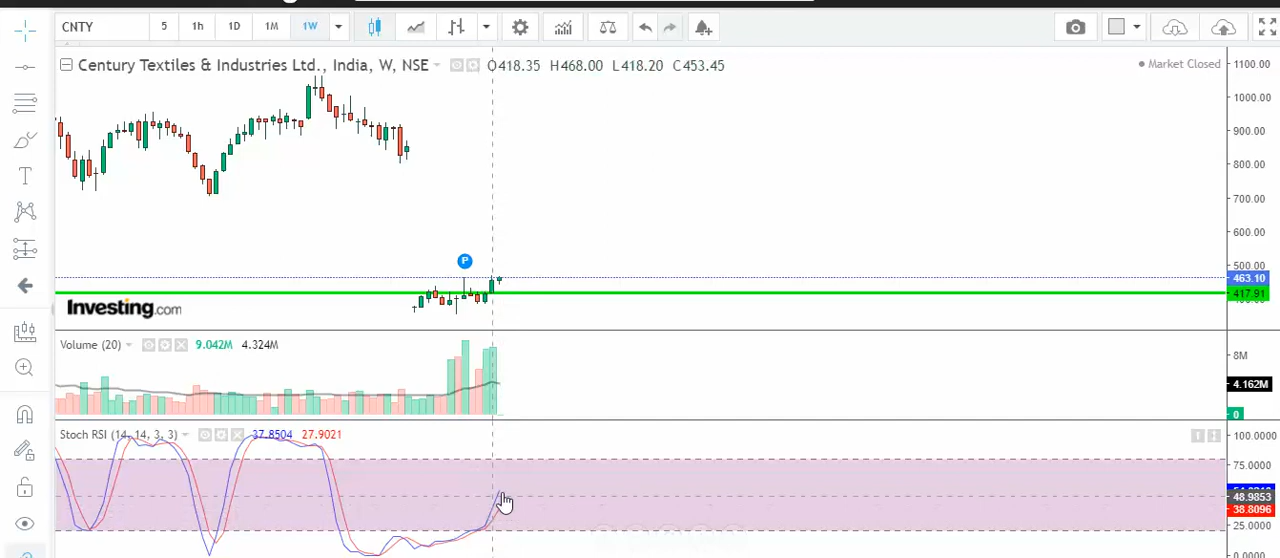 CNTY 5 1h 1D 1M 1W
Century Textiles & Industries Ltd., India, W, NSE O418.35 H468.00 L418.20 C453.45
Market Closed
1100.00
1000.00
900.00
800.00
700.00
600.00
500.00
463.10
417.91
P
Investing.com
Volume (20) 9.042M 4.324M
8M
4.162M
0
Stoch RSI (14, 14, 3, 3) 37.8504 27.9021
100.0000
75.0000
48.9853
38.8096
25.0000
0.0000
T